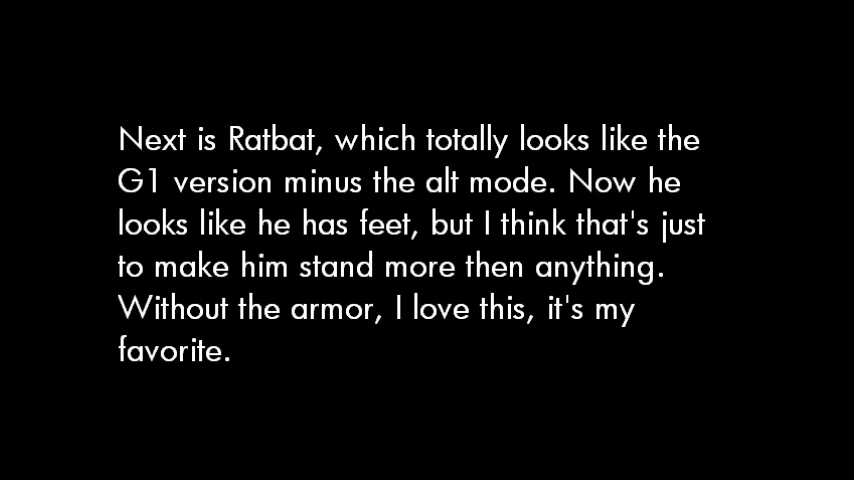 Next is Ratbat, which totally looks like the
G1 version minus the alt mode. Now he
looks like he has feet, but I think that's just
to make him stand more then anything.
Without the armor, I love this, it's my
favorite.